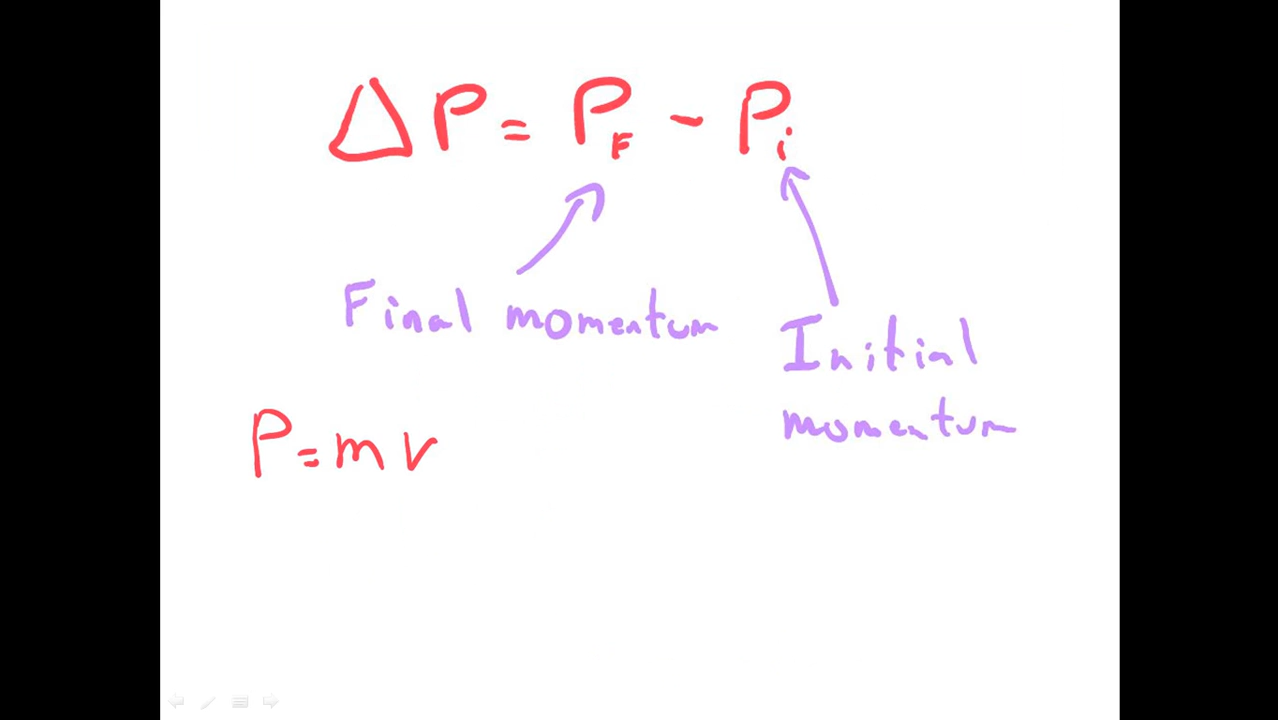 ΔP = P_F - P_i
Final momentum
Initial
momentum
P = mv